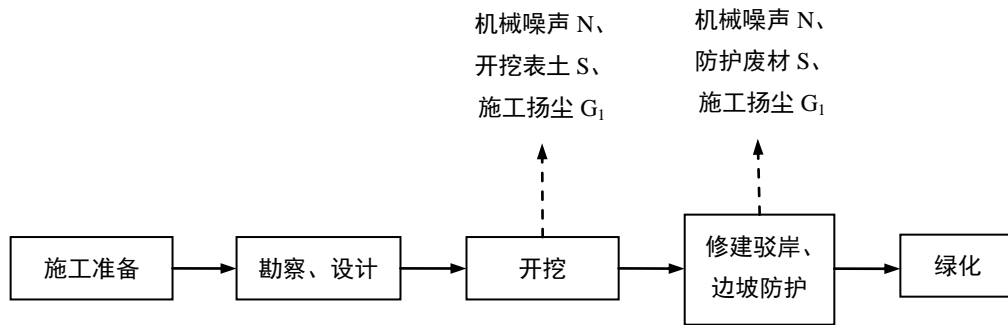 机械噪声 N、
开挖表土 S、
施工扬尘 G₁
机械噪声 N、
防护废材 S、
施工扬尘 G₁
施工准备
勘察、设计
开挖
修建驳岸、
边坡防护
绿化